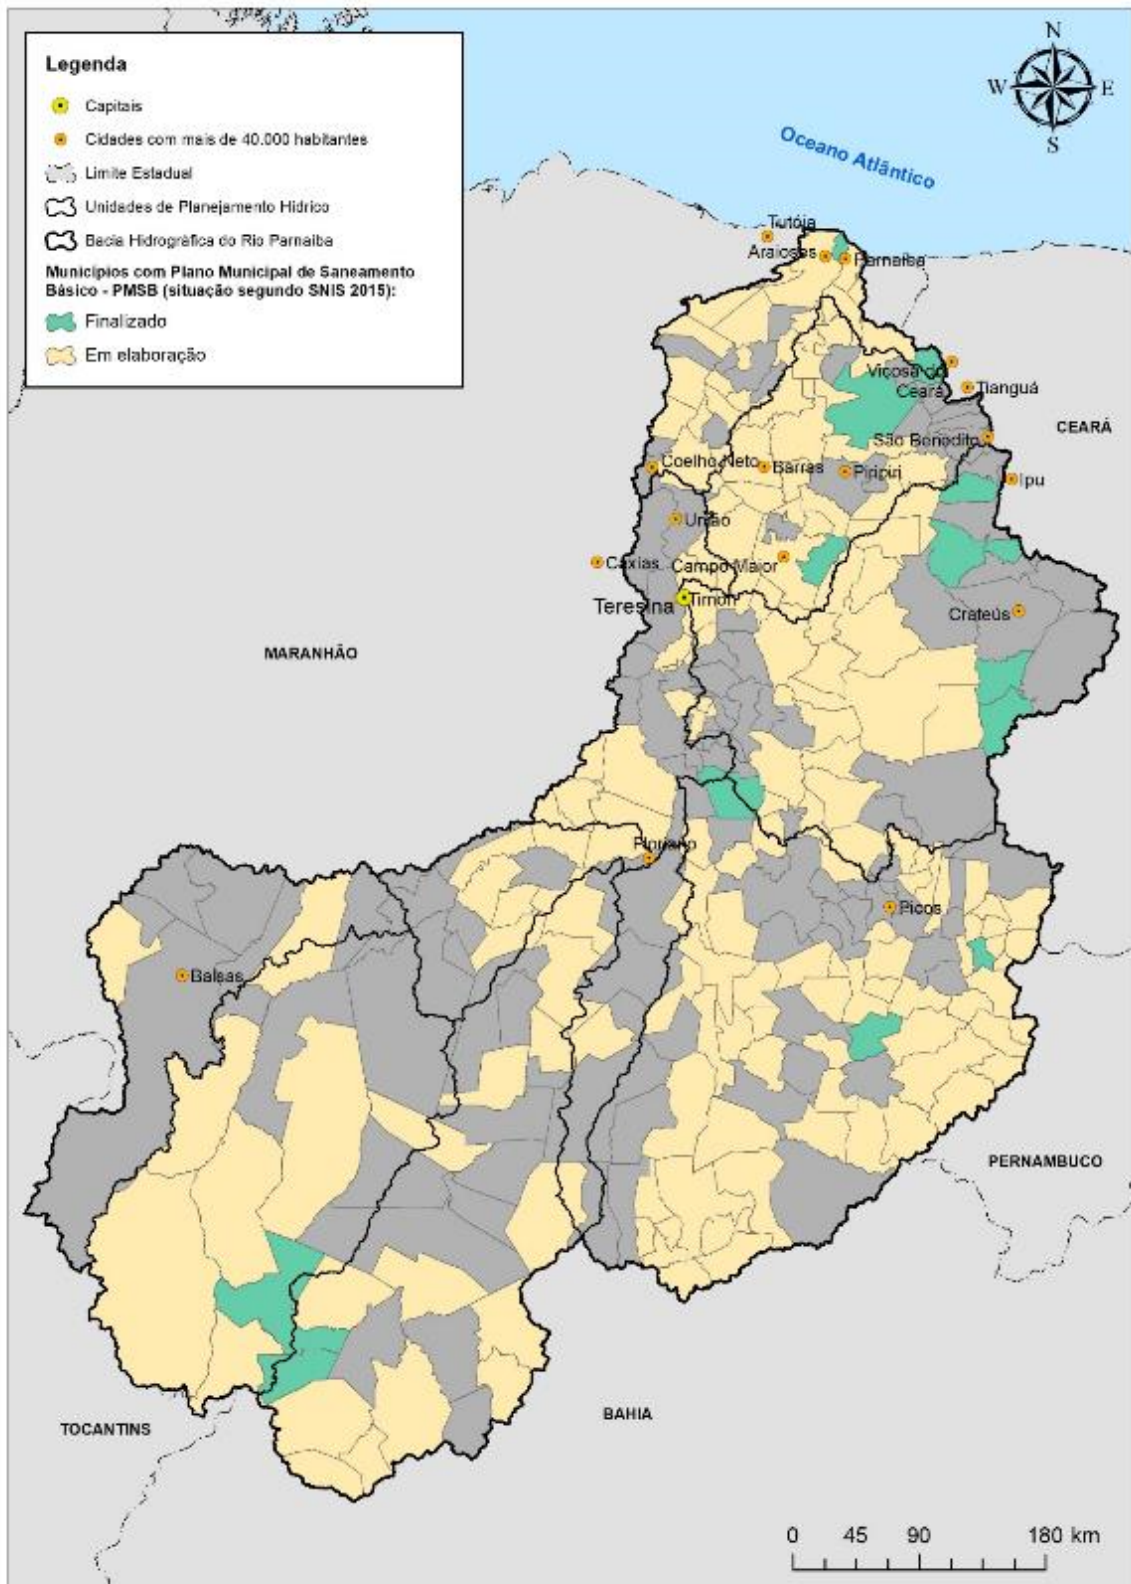 Legenda
Capitais
Cidades com mais de 40.000 habitantes
Limite Estadual
Unidades de Planejamento Hídrico
Bacia Hidrográfica do Rio Parnaíba
Municípios com Plano Municipal de Saneamento
Básico - PMSB (situação segundo SNIS 2015):
Finalizado
Em elaboração
N
W
E
S
Oceano Atlântico
Tutóia
Araioses
Parnaíba
Viçosa do
Ceará
Tianguá
CEARÁ
São Benedito
Coelho Neto
Barras
Piripiri
Ipu
União
Caxias
Campo Maior
Teresina
Timon
Crateús
MARANHÃO
Floriano
Picos
Balsas
PERNAMBUCO
BAHIA
TOCANTINS
0 45 90 180 km